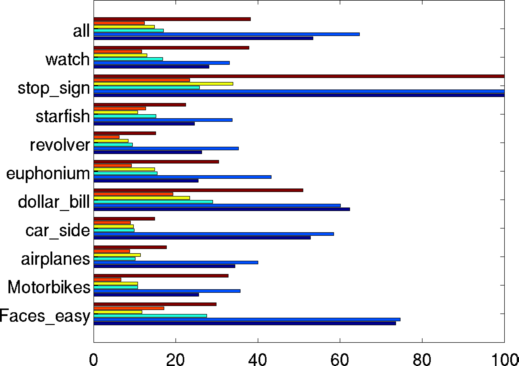 all
watch
stop_sign
starfish
revolver
euphonium
dollar_bill
car_side
airplanes
Motorbikes
Faces_easy
0 20 40 60 80 100